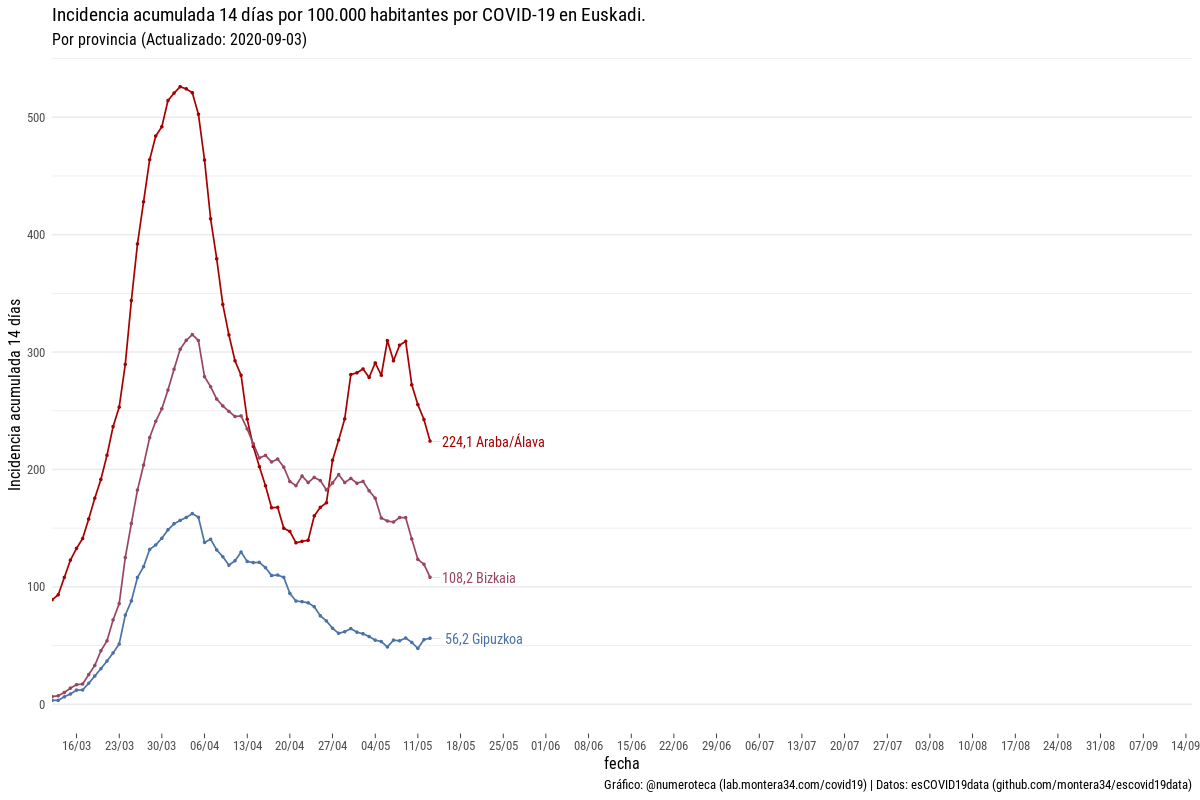 Incidencia acumulada 14 días por 100.000 habitantes por COVID-19 en Euskadi.
Por provincia (Actualizado: 2020-09-03)
Incidencia acumulada 14 días
500
400
300
200
100
0
224,1 Araba/Álava
108,2 Bizkaia
56,2 Gipuzkoa
16/03 23/03 30/03 06/04 13/04 20/04 27/04 04/05 11/05 18/05 25/05 01/06 08/06 15/06 22/06 29/06 06/07 13/07 20/07 27/07 03/08 10/08 17/08 24/08 31/08 07/09 14/09
fecha
Gráfico: @numeroteca (lab.montera34.com/covid19) | Datos: esCOVID19data (github.com/montera34/escovid19data)